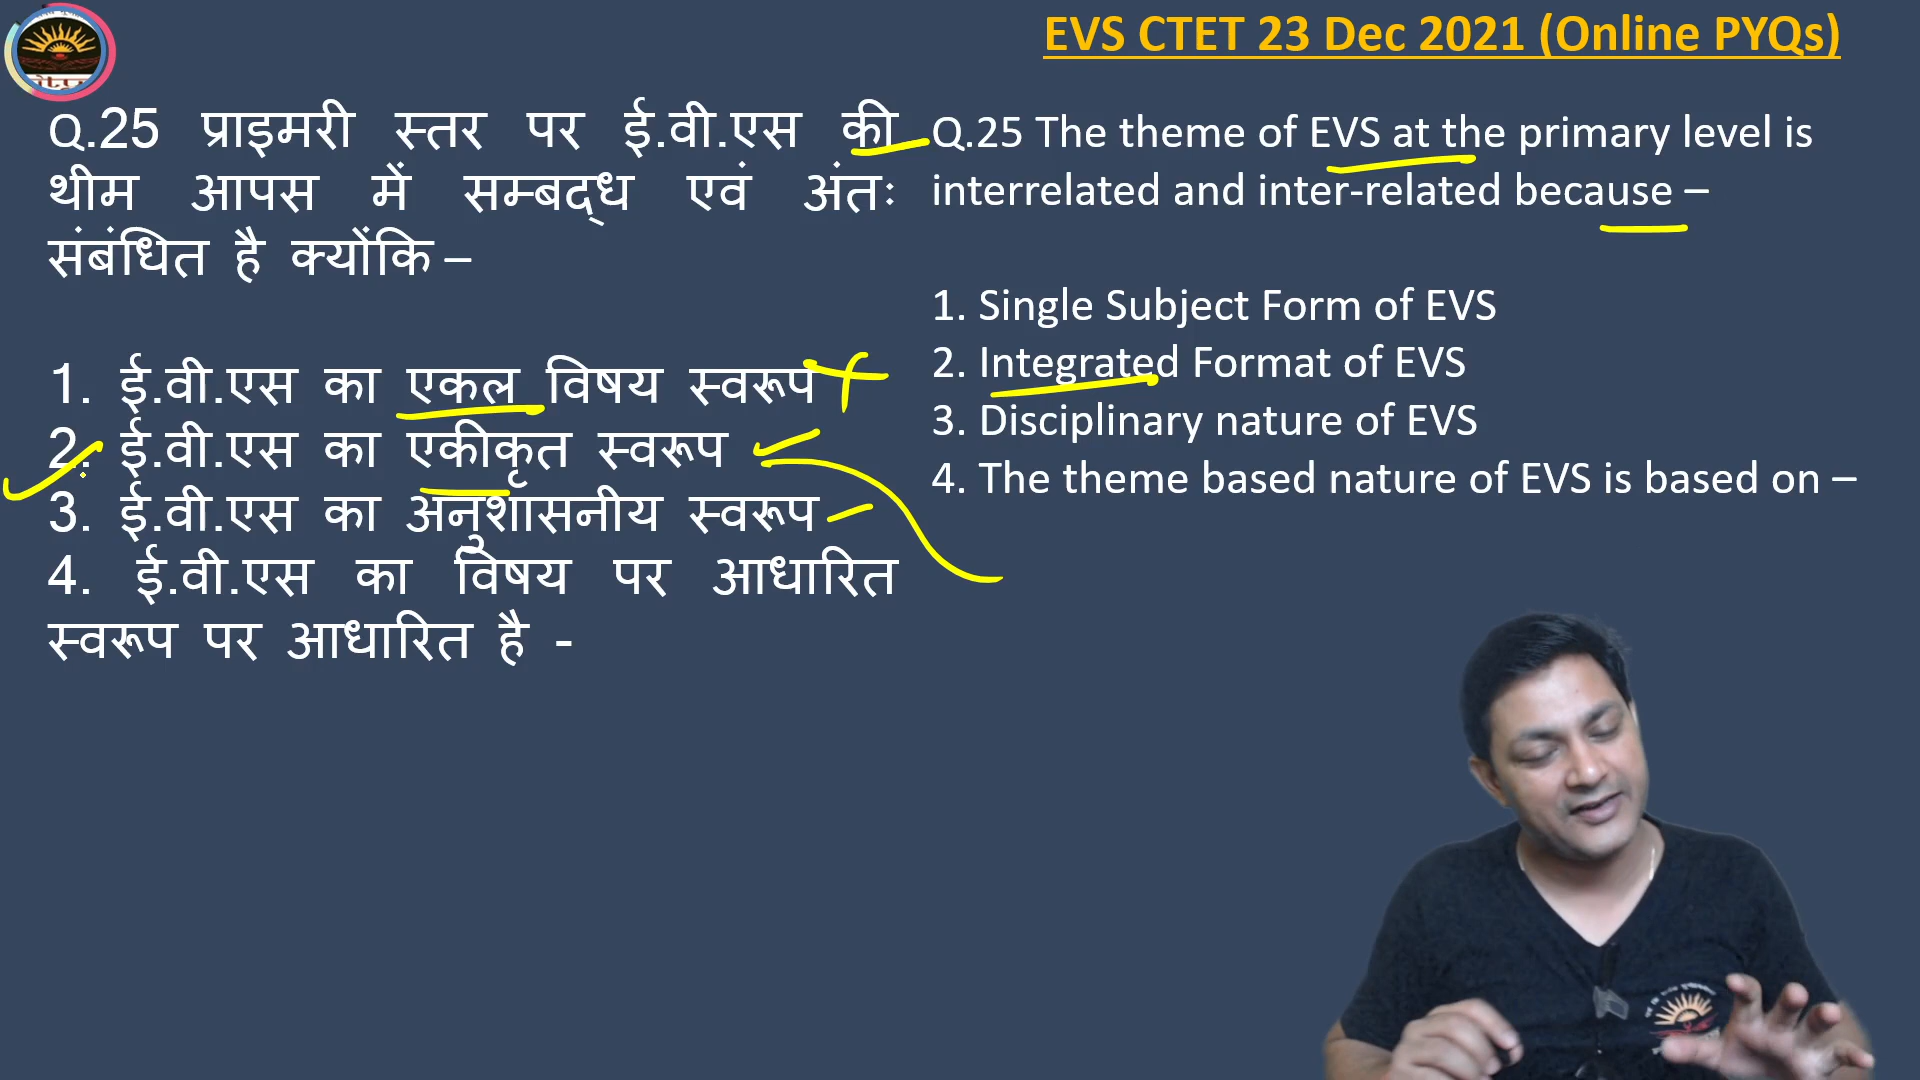 EVS CTET 23 Dec 2021 (Online PYQs)
Q.25 प्राइमरी स्तर पर ई.वी.एस की
थीम आपस में सम्बद्ध एवं अंतः
संबंधित है क्योंकि –
1. ई.वी.एस का एकल विषय स्वरूप
2. ई.वी.एस का एकीकृत स्वरूप
3. ई.वी.एस का अनुशासनीय स्वरूप
4. ई.वी.एस का विषय पर आधारित
स्वरूप पर आधारित है -
Q.25 The theme of EVS at the primary level is
interrelated and inter-related because –
1. Single Subject Form of EVS
2. Integrated Format of EVS
3. Disciplinary nature of EVS
4. The theme based nature of EVS is based on –